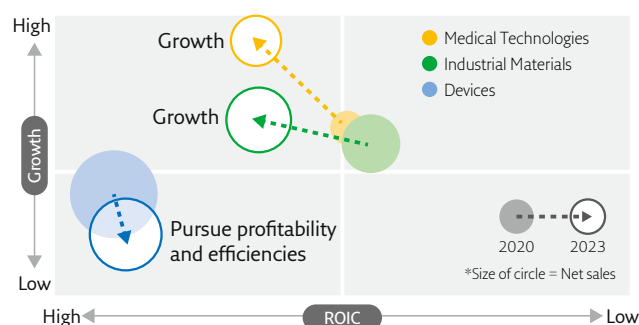 High
Growth
Medical Technologies
Industrial Materials
Devices
Growth
Growth
Pursue profitability
and efficiencies
2020
2023
*Size of circle = Net sales
Low
High
ROIC
Low